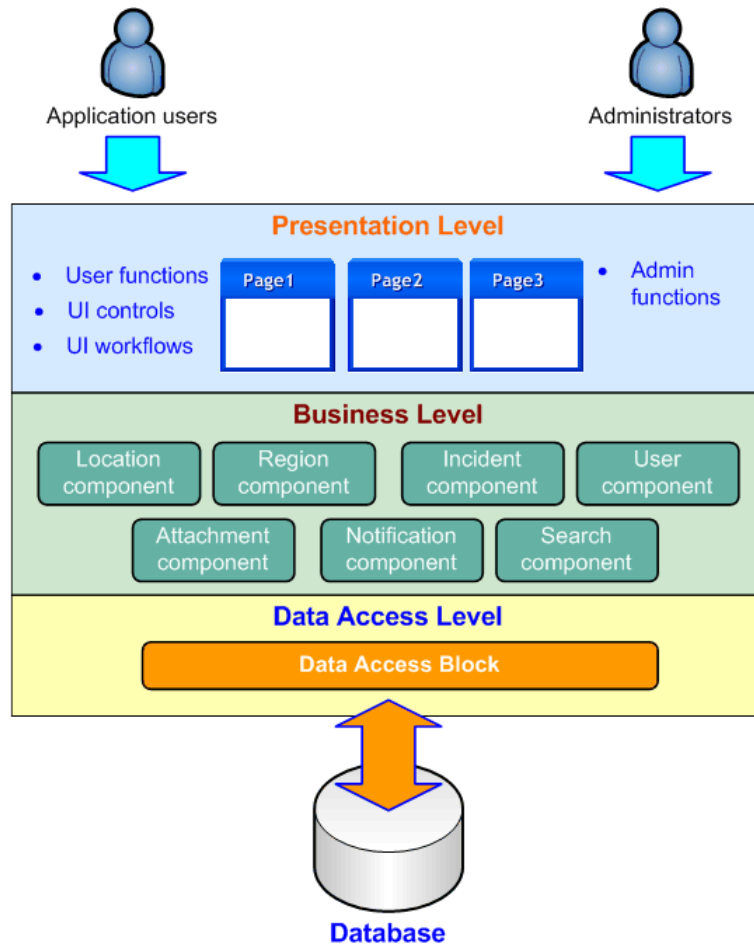 Application users
Administrators
Presentation Level
• User functions
• UI controls
• UI workflows
Page1
Page2
Page3
• Admin
functions
Business Level
Location
component
Region
component
Incident
component
User
component
Attachment
component
Notification
component
Search
component
Data Access Level
Data Access Block
Database